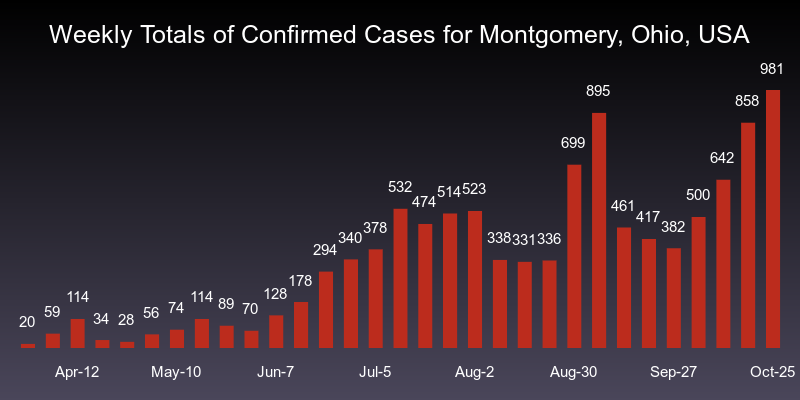 Weekly Totals of Confirmed Cases for Montgomery, Ohio, USA
20 59 114 34 28 56 74 114 89 70 128 178 294 340 378 532 474 514 523 338 331 336 699 895 461 417 382 500 642 858 981
Apr-12 May-10 Jun-7 Jul-5 Aug-2 Aug-30 Sep-27 Oct-25